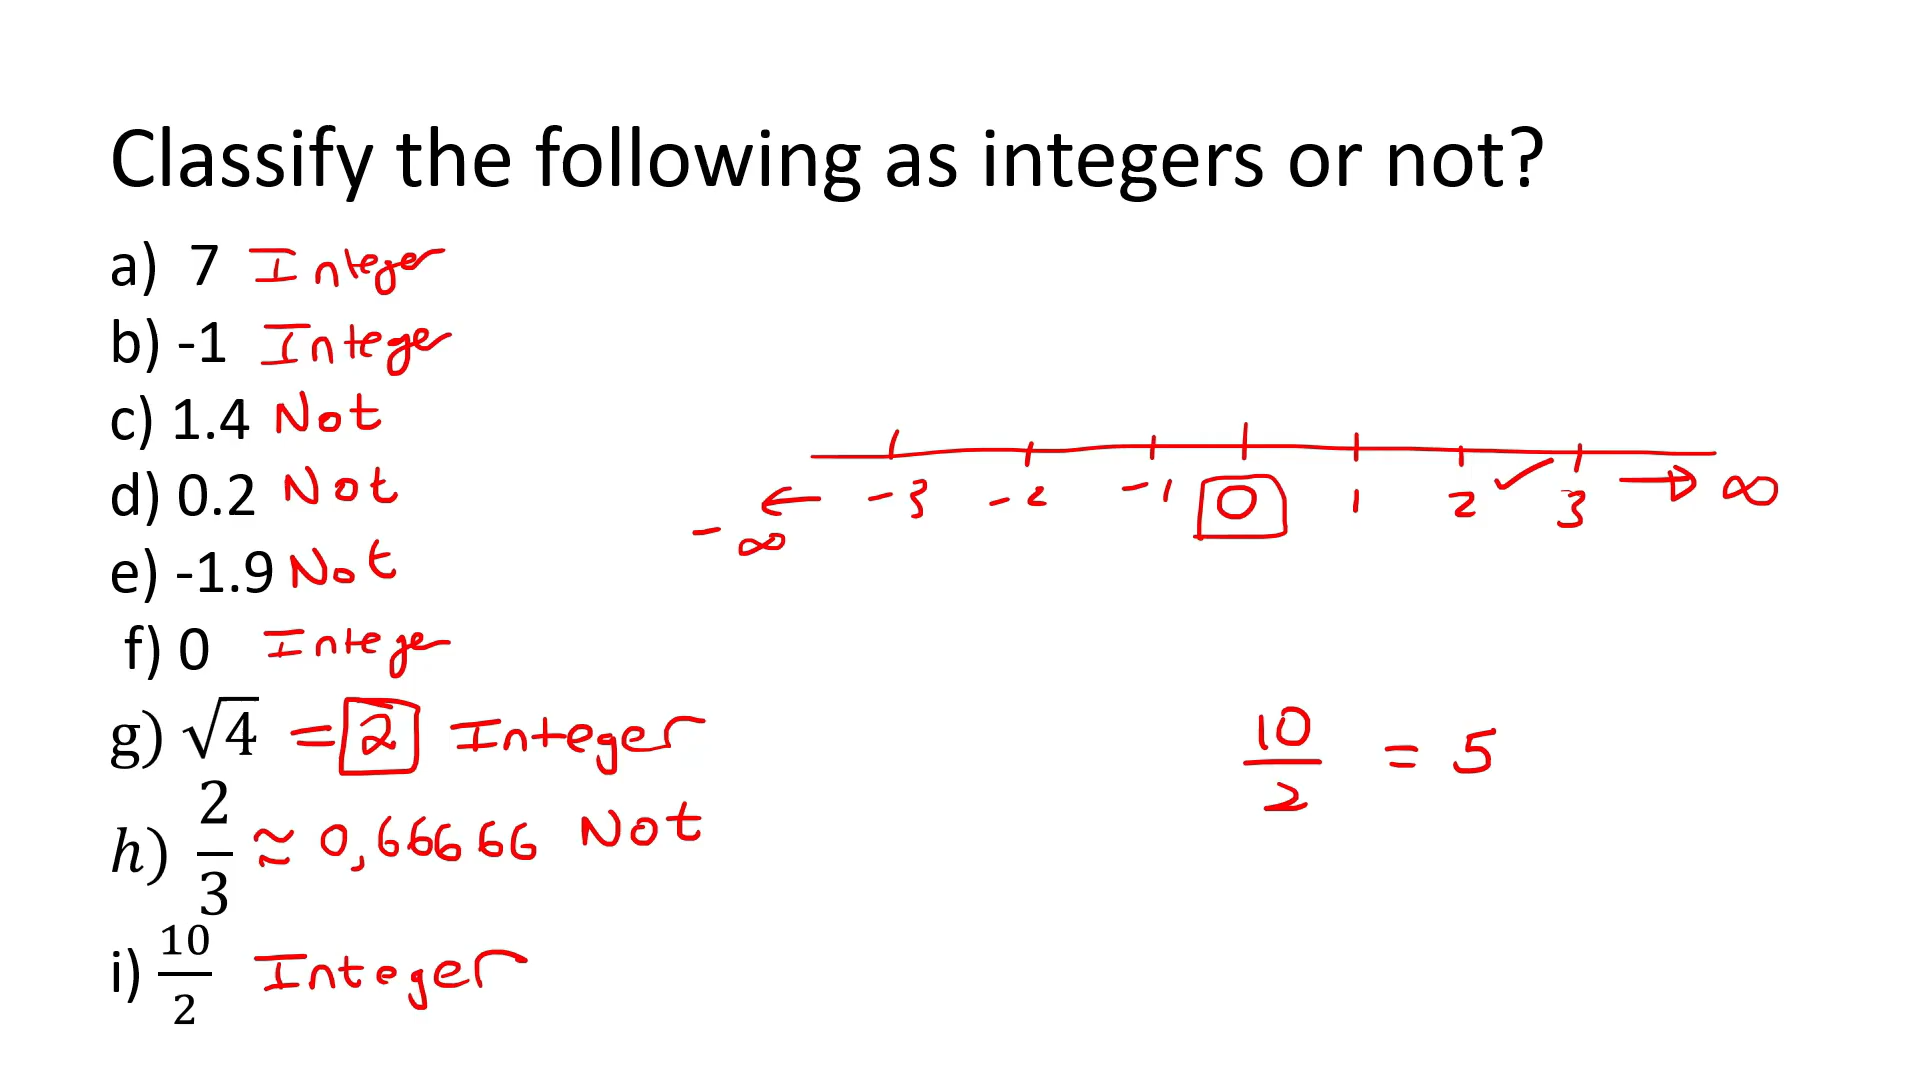 Classify the following as integers or not?
a) 7 Integer
b) -1 Integer
c) 1.4 Not
d) 0.2 Not
e) -1.9 Not
f) 0 Integer
g) √4 = 2 Integer
h) 2/3 ≈ 0,66666 Not
i) 10/2 Integer
-∞ ← -3 -2 -1 0 1 2 ✓ 3 → ∞
10/2 = 5